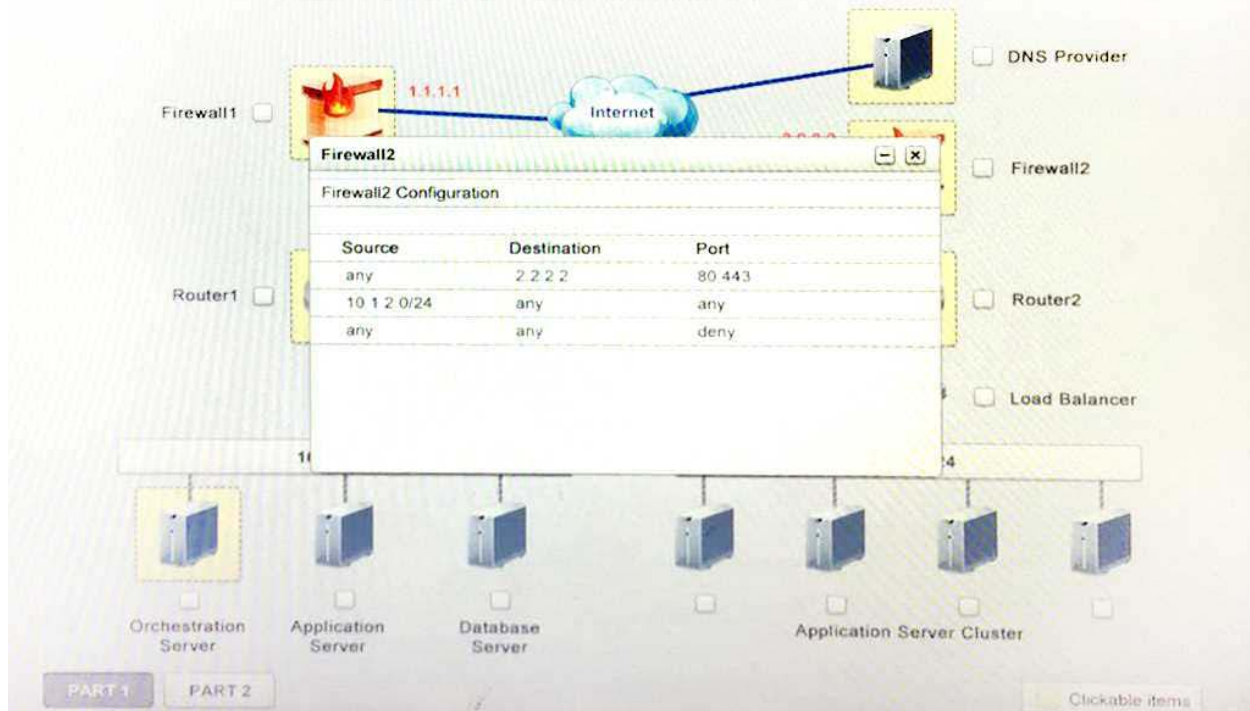 DNS Provider
Firewall1
1.1.1.1
Internet
Firewall2
Firewall2
Firewall2 Configuration
Source Destination Port
any 2 2 2 2 80 443
10 1 2 0/24 any any
any any deny
Router1
Router2
Load Balancer
Orchestration
Server
Application
Server
Database
Server
Application Server Cluster
PART 1
PART 2
Clickable items